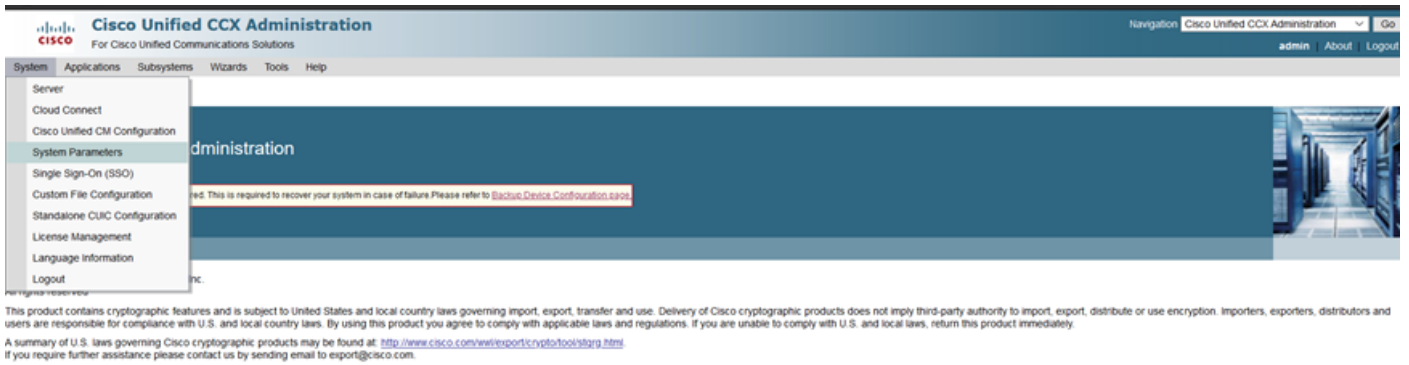 Cisco Unified CCX Administration
Navigation Cisco Unified CCX Administration Go
CISCO
For Cisco Unified Communications Solutions
admin | About | Logout
System Applications Subsystems Wizards Tools Help
Server
Cloud Connect
Cisco Unified CM Configuration
System Parameters
dministration
Single Sign-On (SSO)
Custom File Configuration
red. This is required to recover your system in case of failure.Please refer to Backup Device Configuration page.
Standalone CUIC Configuration
License Management
Language Information
Logout
nc.
All rights reserved
This product contains cryptographic features and is subject to United States and local country laws governing import, export, transfer and use. Delivery of Cisco cryptographic products does not imply third-party authority to import, export, distribute or use encryption. Importers, exporters, distributors and
users are responsible for compliance with U.S. and local country laws. By using this product you agree to comply with applicable laws and regulations. If you are unable to comply with U.S. and local laws, return this product immediately.
A summary of U.S. laws governing Cisco cryptographic products may be found at: http://www.cisco.com/wwl/export/crypto/tool/stqrg.html.
If you require further assistance please contact us by sending email to export@cisco.com.